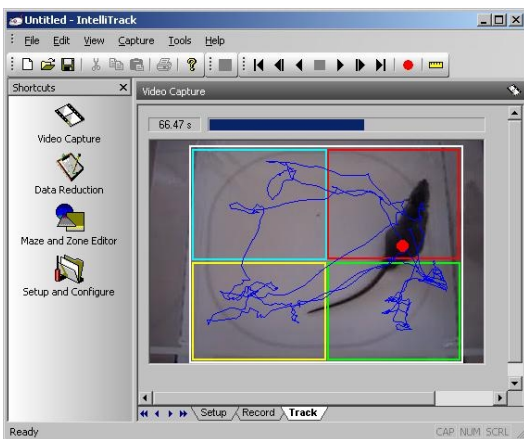 Untitled - IntelliTrack
File Edit View Capture Tools Help
Shortcuts
Video Capture
Data Reduction
Maze and Zone Editor
Setup and Configure
Video Capture
66.47 s
Setup Record Track
Ready
CAP NUM SCRL